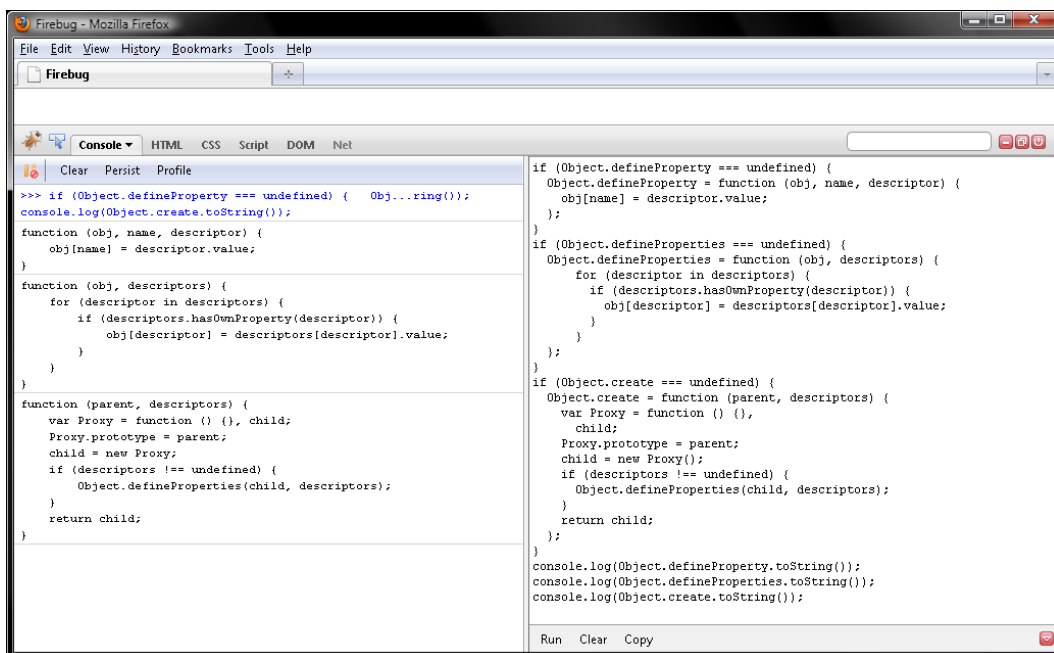 Firebug - Mozilla Firefox
File Edit View History Bookmarks Tools Help
Firebug
Console HTML CSS Script DOM Net
Clear Persist Profile
>>> if (Object.defineProperty === undefined) {   Obj...ring());
console.log(Object.create.toString());
function (obj, name, descriptor) {
    obj[name] = descriptor.value;
}
function (obj, descriptors) {
    for (descriptor in descriptors) {
        if (descriptors.hasOwnProperty(descriptor)) {
            obj[descriptor] = descriptors[descriptor].value;
        }
    }
}
function (parent, descriptors) {
    var Proxy = function () {}, child;
    Proxy.prototype = parent;
    child = new Proxy;
    if (descriptors !== undefined) {
        Object.defineProperties(child, descriptors);
    }
    return child;
}
if (Object.defineProperty === undefined) {
  Object.defineProperty = function (obj, name, descriptor) {
    obj[name] = descriptor.value;
  };
}
if (Object.defineProperties === undefined) {
  Object.defineProperties = function (obj, descriptors) {
      for (descriptor in descriptors) {
        if (descriptors.hasOwnProperty(descriptor)) {
          obj[descriptor] = descriptors[descriptor].value;
        }
      }
  };
}
if (Object.create === undefined) {
  Object.create = function (parent, descriptors) {
    var Proxy = function () {},
      child;
    Proxy.prototype = parent;
    child = new Proxy();
    if (descriptors !== undefined) {
      Object.defineProperties(child, descriptors);
    }
    return child;
  };
}
console.log(Object.defineProperty.toString());
console.log(Object.defineProperties.toString());
console.log(Object.create.toString());
Run Clear Copy